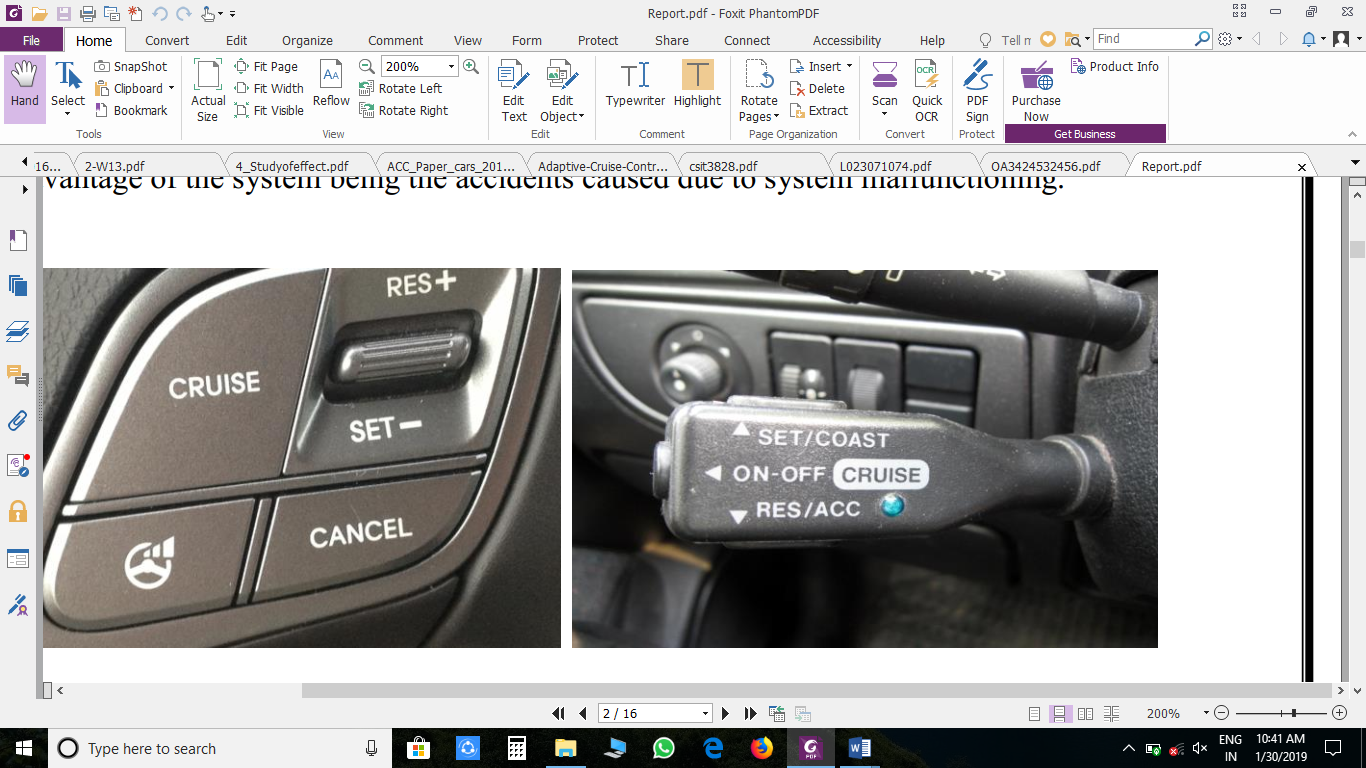 Report.pdf - Foxit PhantomPDF
File Home Convert Edit Organize Comment View Form Protect Share Connect Accessibility Help Tell m Find
Hand
Select
SnapShot
Clipboard
Bookmark
Tools
Actual Size
Fit Page
Fit Width
Fit Visible
Reflow
200%
Rotate Left
Rotate Right
View
Edit Text
Edit Object
Edit
Typewriter
Highlight
Comment
Rotate Pages
Insert
Delete
Extract
Page Organization
Scan
Quick OCR
OCR
Convert
PDF Sign
Protect
Purchase Now
Product Info
Get Business
16... 2-W13.pdf 4_Studyofeffect.pdf ACC_Paper_cars_201... Adaptive-Cruise-Contr... csit3828.pdf L023071074.pdf OA3424532456.pdf Report.pdf
vantage of the system being the accidents caused due to system malfunctioning.
RES+
CRUISE
SET−
CANCEL
SET/COAST
ON-OFF CRUISE
RES/ACC
2 / 16
200%
Type here to search
PDF
ENG
IN
10:41 AM
1/30/2019